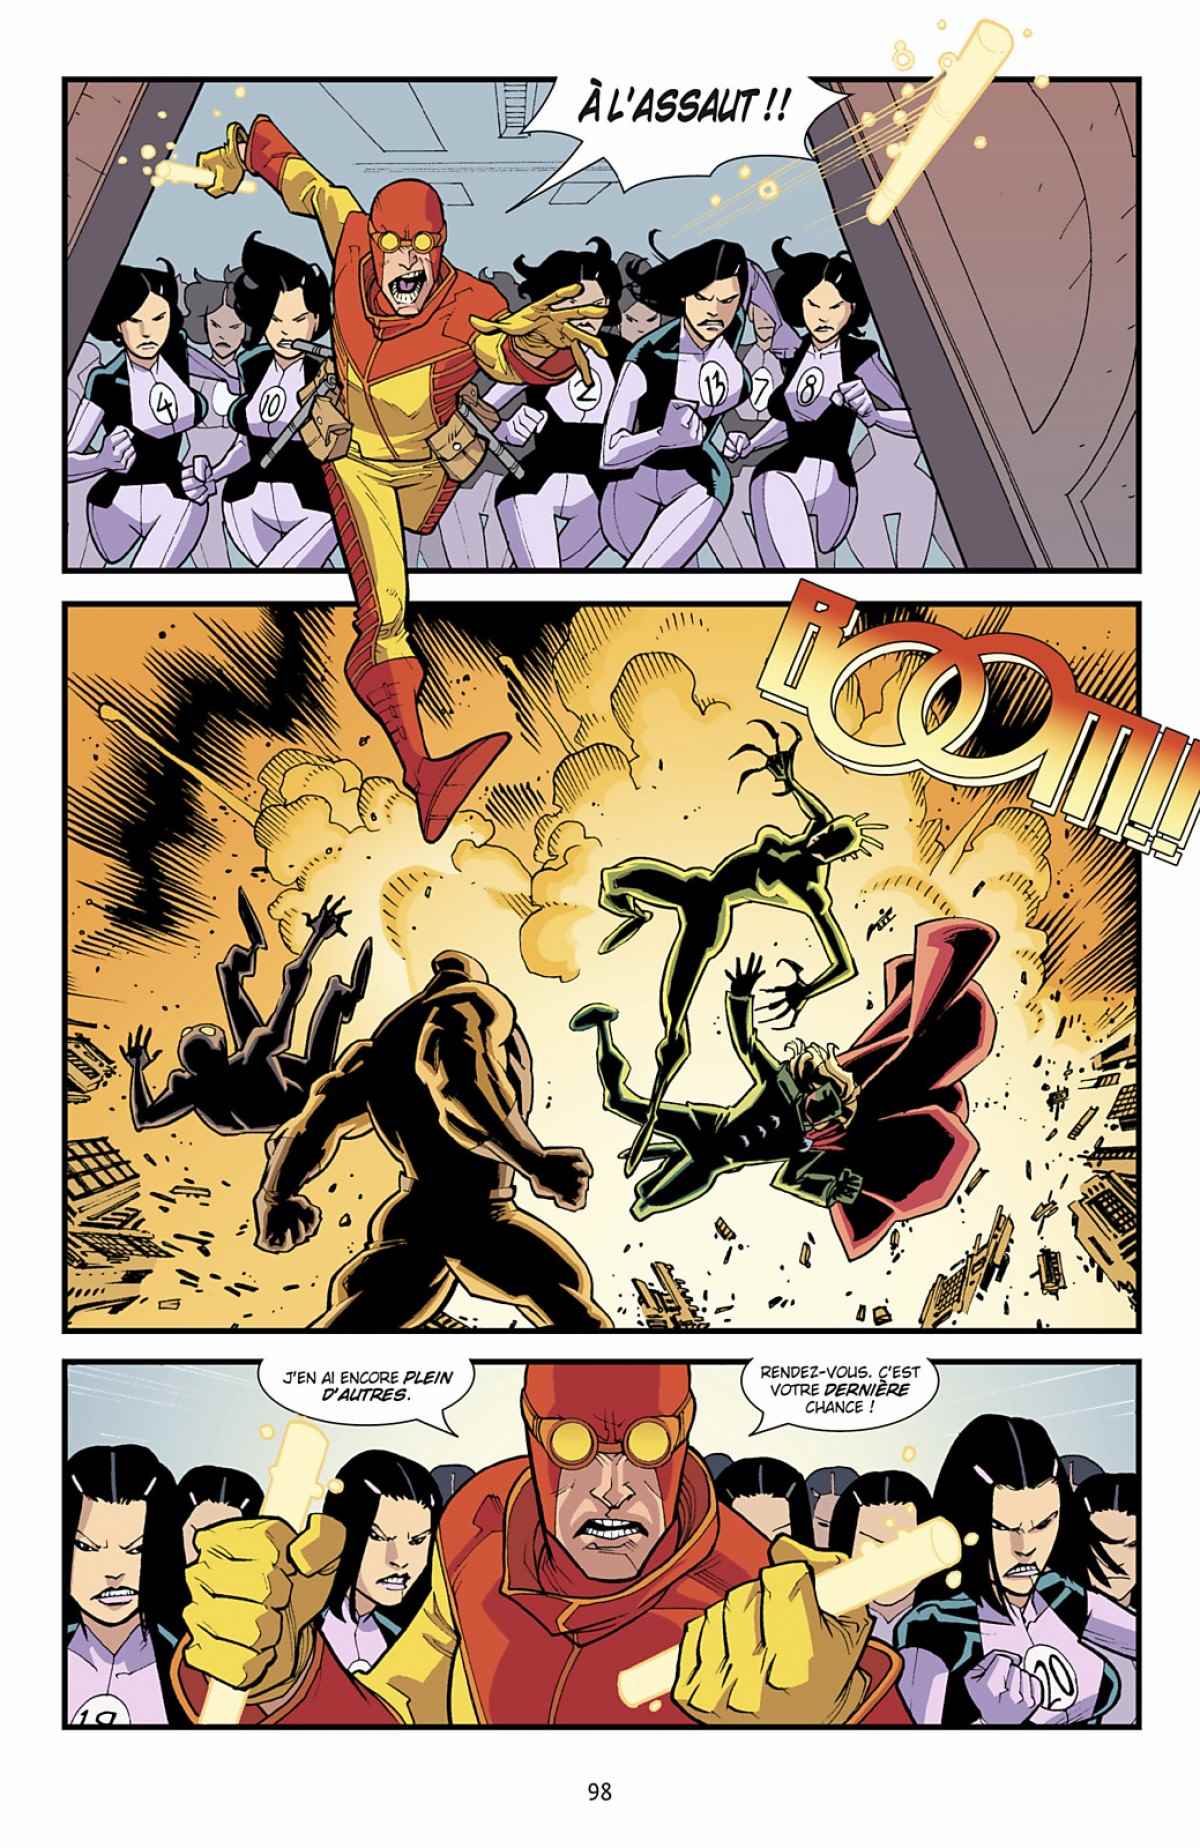 À L'ASSAUT !!
4
10
2
13
7
8
BOOM!!
J'EN AI ENCORE PLEIN
D'AUTRES.
RENDEZ-VOUS. C'EST
VOTRE DERNIÈRE
CHANCE !
18
20
98